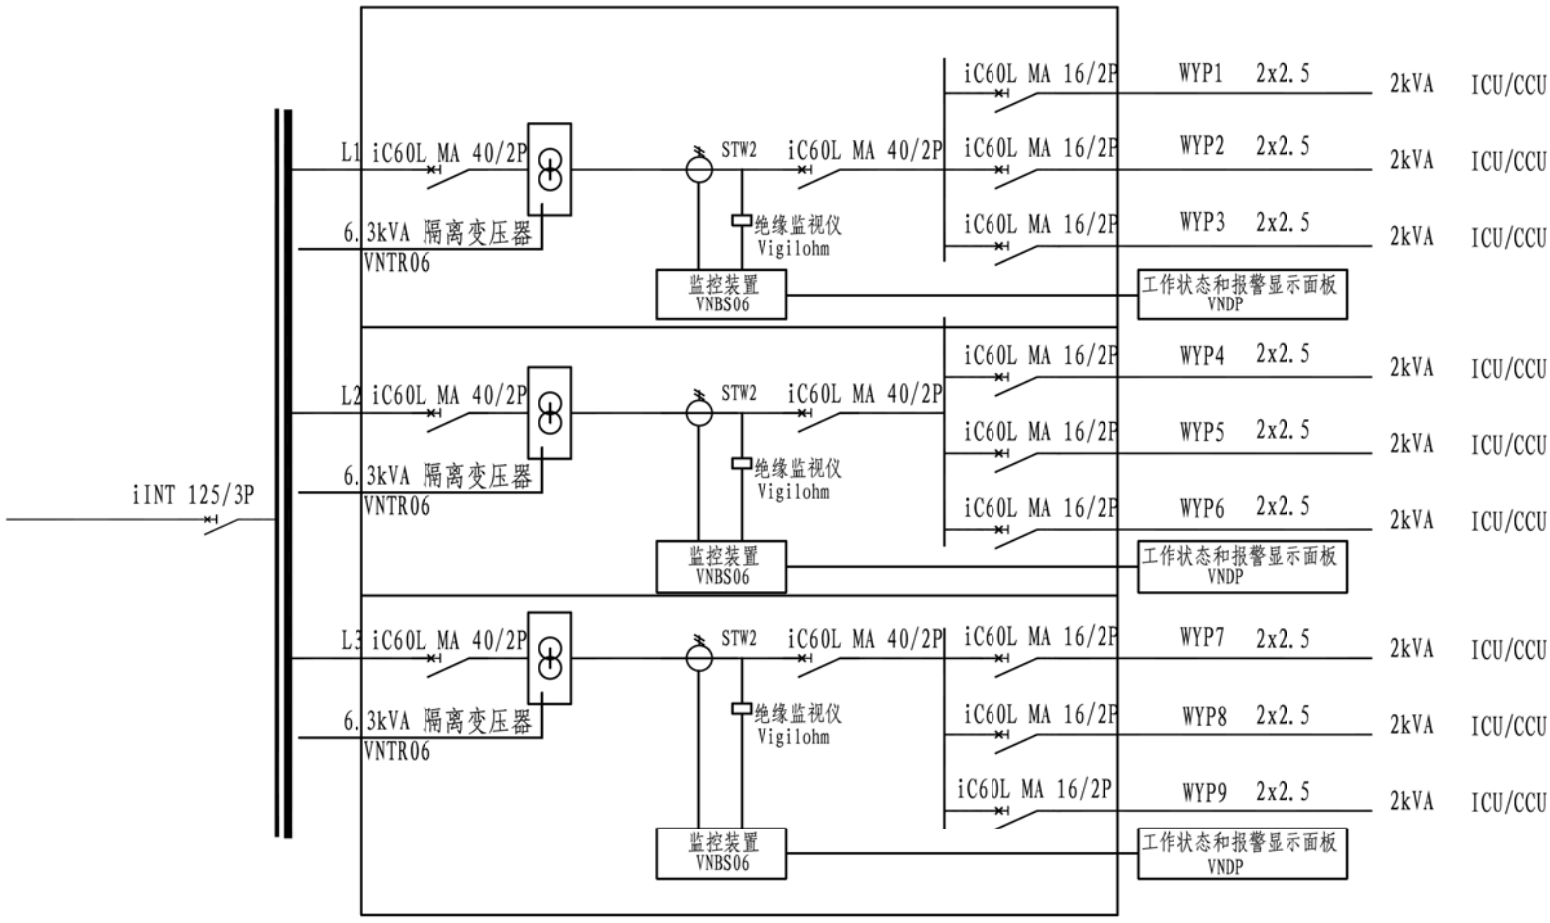 iINT 125/3P
L1 iC60L MA 40/2P
6.3kVA 隔离变压器
VNTR06
STW2
绝缘监视仪
Vigilohm
监控装置
VNBS06
iC60L MA 40/2P
iC60L MA 16/2P WYP1 2x2.5 2kVA ICU/CCU
iC60L MA 16/2P WYP2 2x2.5 2kVA ICU/CCU
iC60L MA 16/2P WYP3 2x2.5 2kVA ICU/CCU
工作状态和报警显示面板
VNDP
L2 iC60L MA 40/2P
6.3kVA 隔离变压器
VNTR06
STW2
绝缘监视仪
Vigilohm
监控装置
VNBS06
iC60L MA 40/2P
iC60L MA 16/2P WYP4 2x2.5 2kVA ICU/CCU
iC60L MA 16/2P WYP5 2x2.5 2kVA ICU/CCU
iC60L MA 16/2P WYP6 2x2.5 2kVA ICU/CCU
工作状态和报警显示面板
VNDP
L3 iC60L MA 40/2P
6.3kVA 隔离变压器
VNTR06
STW2
绝缘监视仪
Vigilohm
监控装置
VNBS06
iC60L MA 40/2P
iC60L MA 16/2P WYP7 2x2.5 2kVA ICU/CCU
iC60L MA 16/2P WYP8 2x2.5 2kVA ICU/CCU
iC60L MA 16/2P WYP9 2x2.5 2kVA ICU/CCU
工作状态和报警显示面板
VNDP